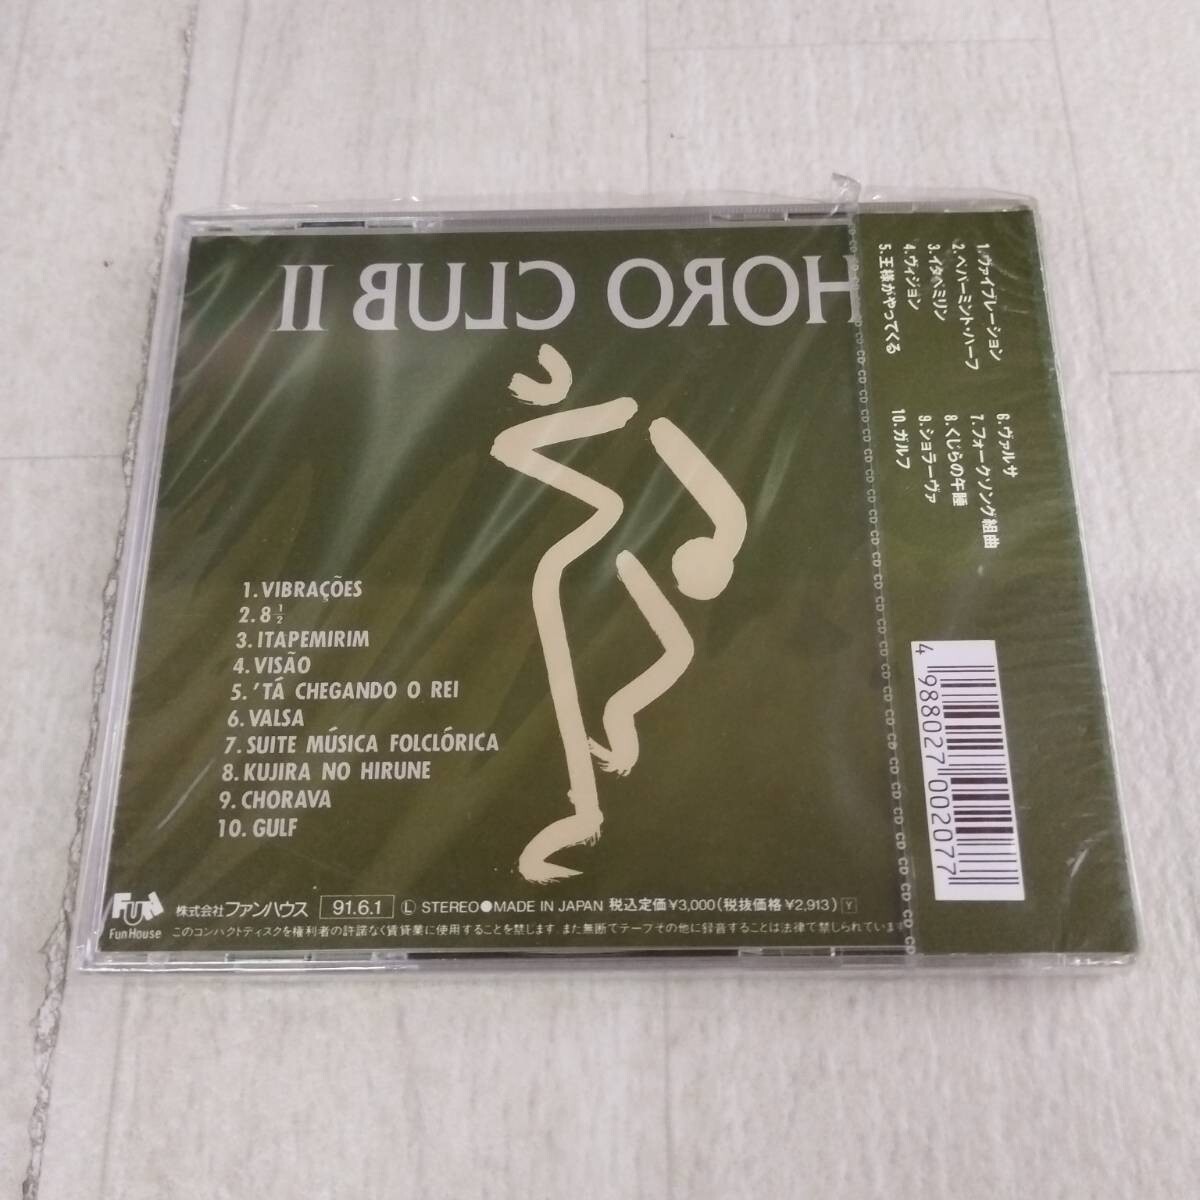 HORO CLUB II
1. VIBRAÇÕES
2. 8 1/2
3. ITAPEMIRIM
4. VISÃO
5. 'TÁ CHEGANDO O REI
6. VALSA
7. SUITE MÚSICA FOLCLÓRICA
8. KUJIRA NO HIRUNE
9. CHORAVA
10. GULF
FUN
Fun House
株式会社ファンハウス 91.6.1 Ⓛ STEREO●MADE IN JAPAN 税込定価¥3,000(税抜価格¥2,913) Y
このコンパクトディスクを権利者の許諾なく賃貸業に使用することを禁じます。また無断でテープその他に録音することは法律で禁じられています
1.ヴァイブレーション
2.ハバーミント・ハーフ
3.イタペミリン
4.ヴィジョン
5.王様がやってくる
6.ヴァルサ
7.フォークソング組曲
8.くじらの午睡
9.ショラーヴァ
10.ガルフ
4 988027 002077